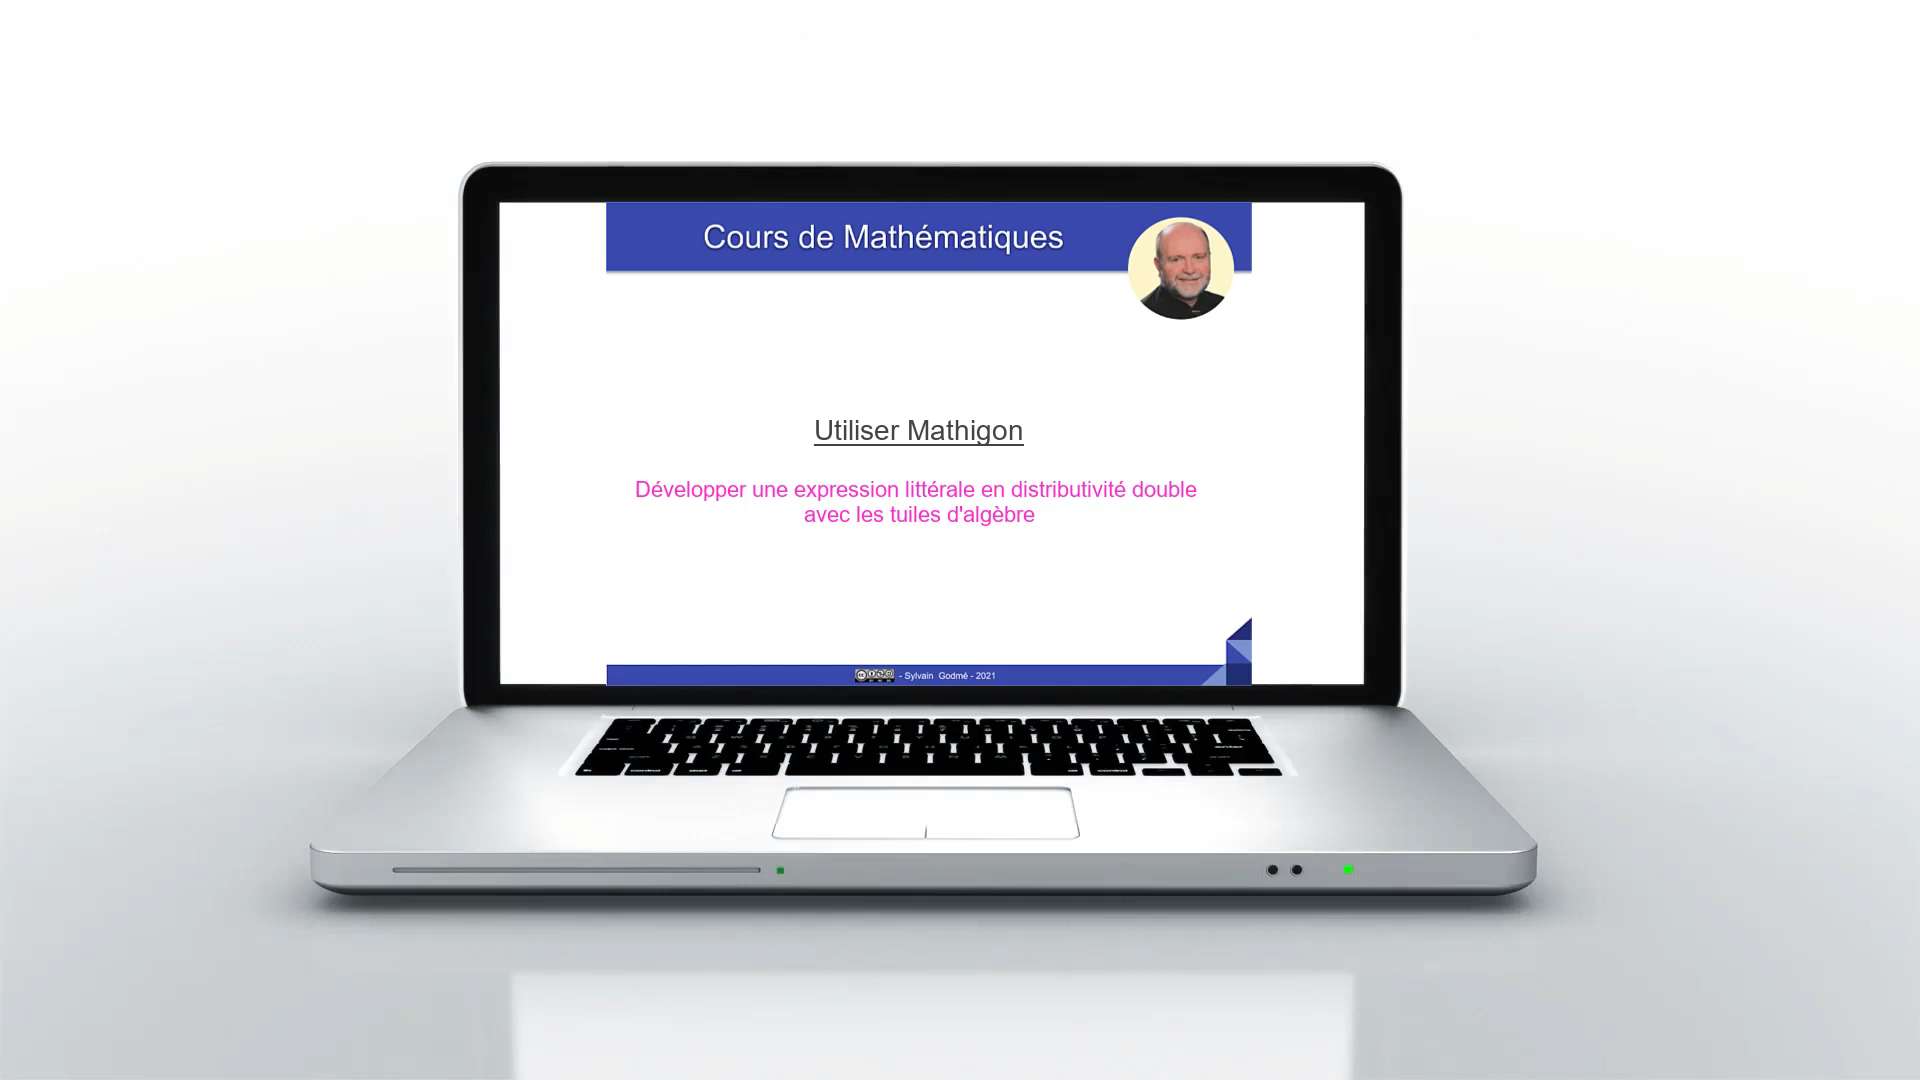 Cours de Mathématiques
Utiliser Mathigon
Développer une expression littérale en distributivité double
avec les tuiles d'algèbre
- Sylvain Godmé - 2021